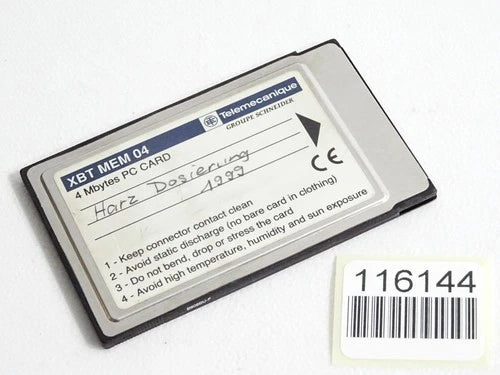 XBT MEM 04
Telemecanique
4 Mbytes PC CARD
GROUPE SCHNEIDER
Harz Dosierung
1999
CE
1 - Keep connector contact clean
2 - Avoid static discharge (no bare card in clothing)
3 - Do not bend, drop or stress the card
4 - Avoid high temperature, humidity and sun exposure
116144